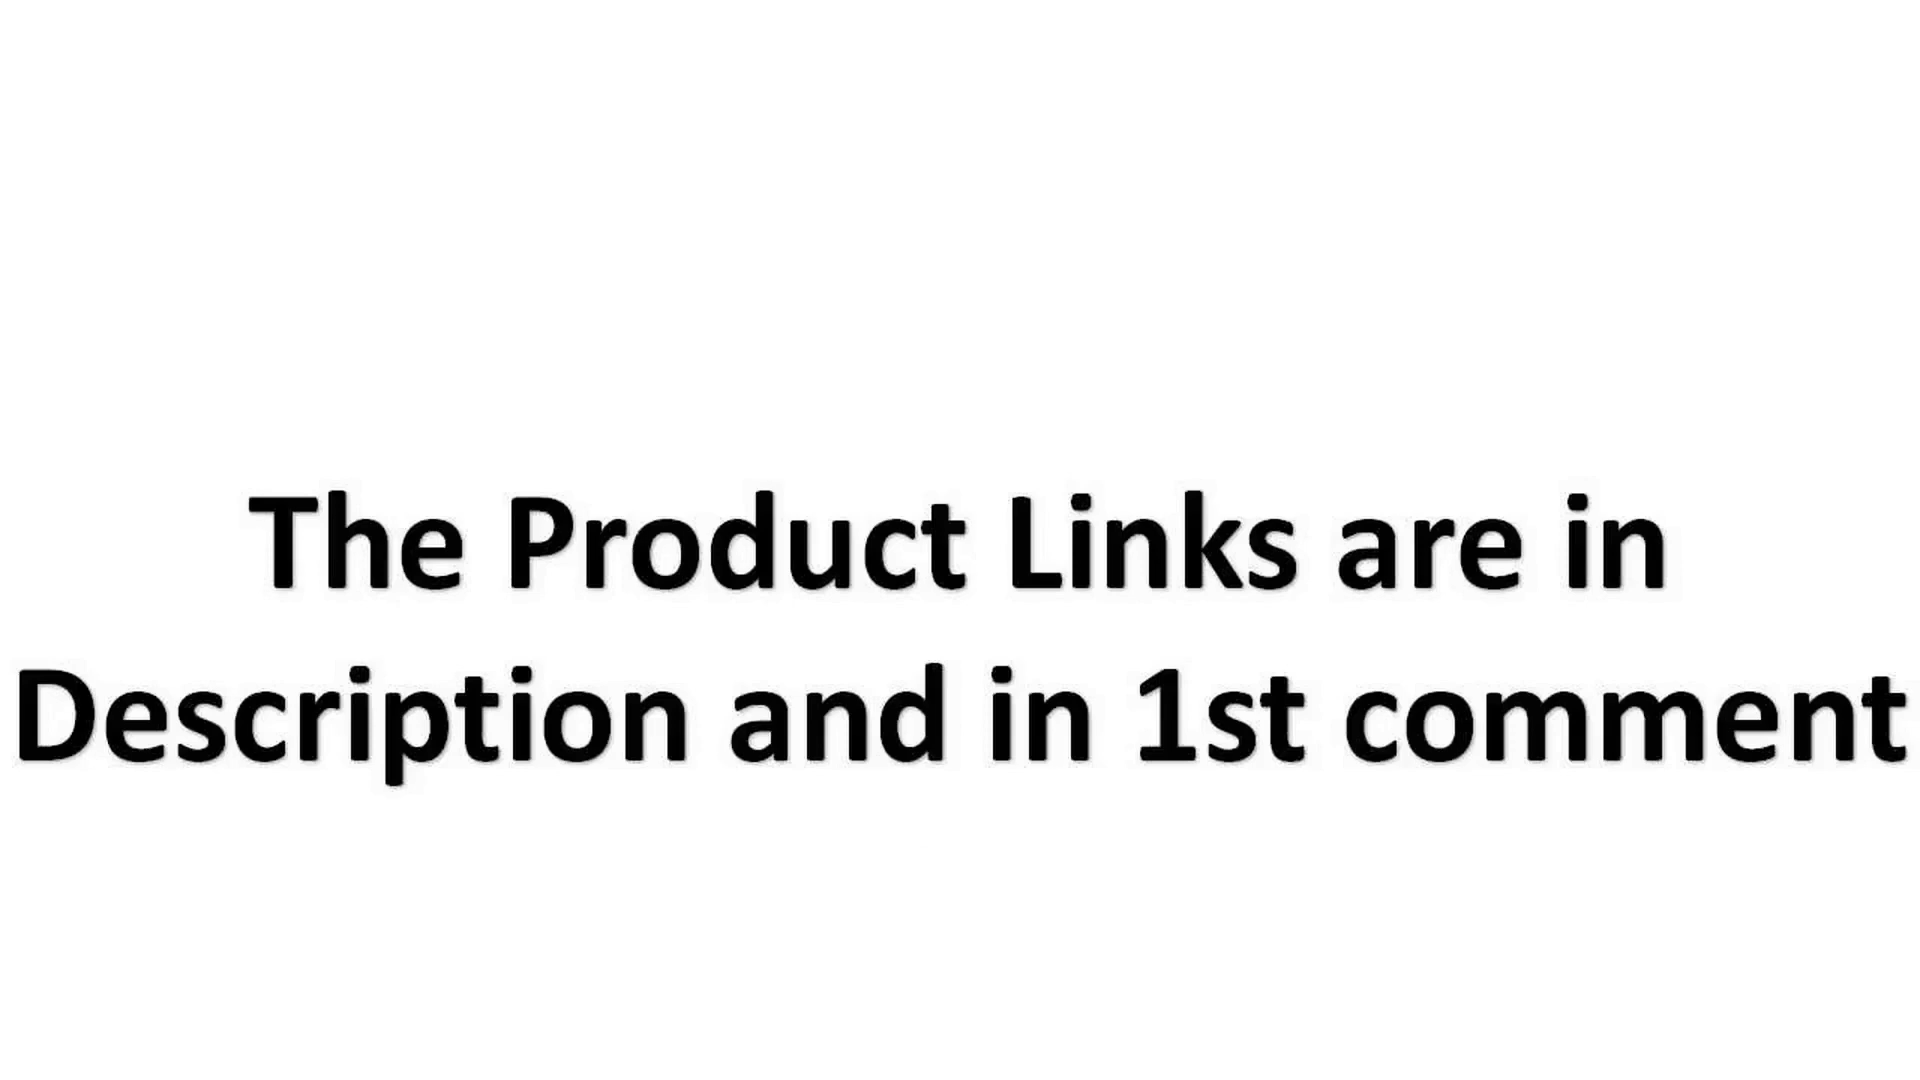 The Product Links are in
Description and in 1st comment